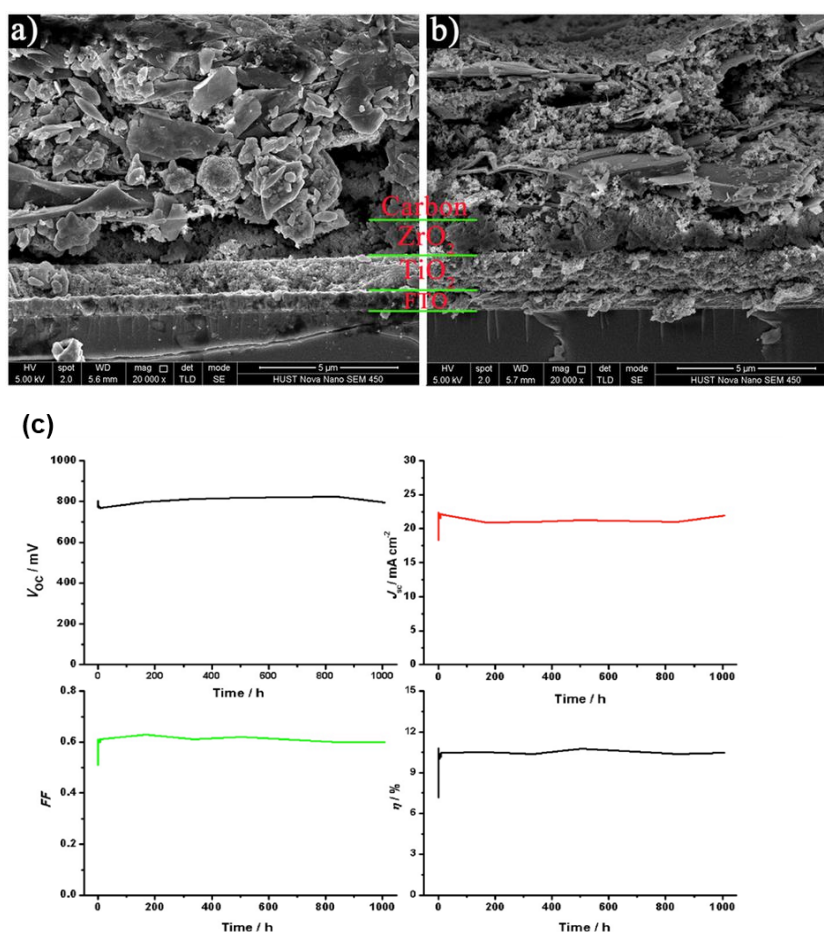 a)
b)
Carbon
ZrO2
TiO2
FTO
HV spot WD mag □ det mode 5 µm
5.00 kV 2.0 5.6 mm 20 000 x TLD SE HUST Nova Nano SEM 450
HV spot WD mag □ det mode 5 µm
5.00 kV 2.0 5.7 mm 20 000 x TLD SE HUST Nova Nano SEM 450
(c)
VOC / mV
1000
800
600
400
200
0
0 200 400 600 800 1000
Time / h
Jsc / mA cm-2
30
25
20
15
10
5
0
0 200 400 600 800 1000
Time / h
FF
0.8
0.6
0.4
0.2
0.0
0 200 400 600 800 1000
Time / h
η / %
15
12
9
6
3
0
0 200 400 600 800 1000
Time / h